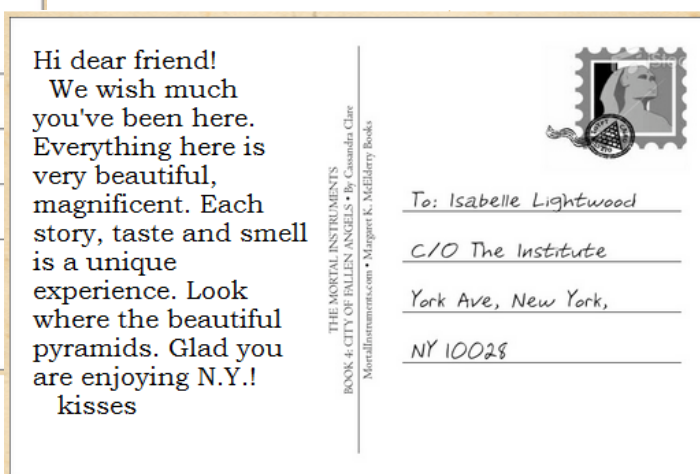 Hi dear friend!
We wish much
you've been here.
Everything here is
very beautiful,
magnificent. Each
story, taste and smell
is a unique
experience. Look
where the beautiful
pyramids. Glad you
are enjoying N.Y.!
kisses
THE MORTAL INSTRUMENTS
BOOK 4: CITY OF FALLEN ANGELS • By Cassandra Clare
MortalInstruments.com • Margaret K. McElderry Books
To: Isabelle Lightwood
C/O The Institute
York Ave, New York,
NY 10028